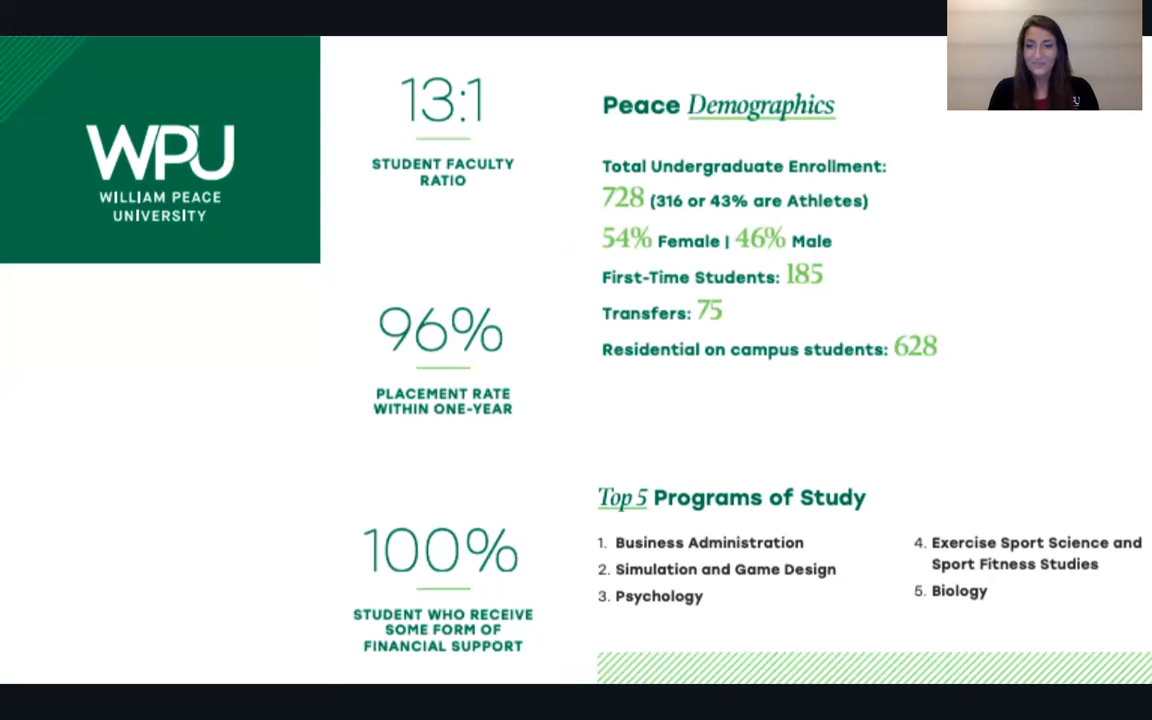 WPU
WILLIAM PEACE
UNIVERSITY
13:1
STUDENT FACULTY
RATIO
96%
PLACEMENT RATE
WITHIN ONE-YEAR
100%
STUDENT WHO RECEIVE
SOME FORM OF
FINANCIAL SUPPORT
Peace Demographics
Total Undergraduate Enrollment:
728 (316 or 43% are Athletes)
54% Female | 46% Male
First-Time Students: 185
Transfers: 75
Residential on campus students: 628
Top 5 Programs of Study
1. Business Administration
2. Simulation and Game Design
3. Psychology
4. Exercise Sport Science and
Sport Fitness Studies
5. Biology